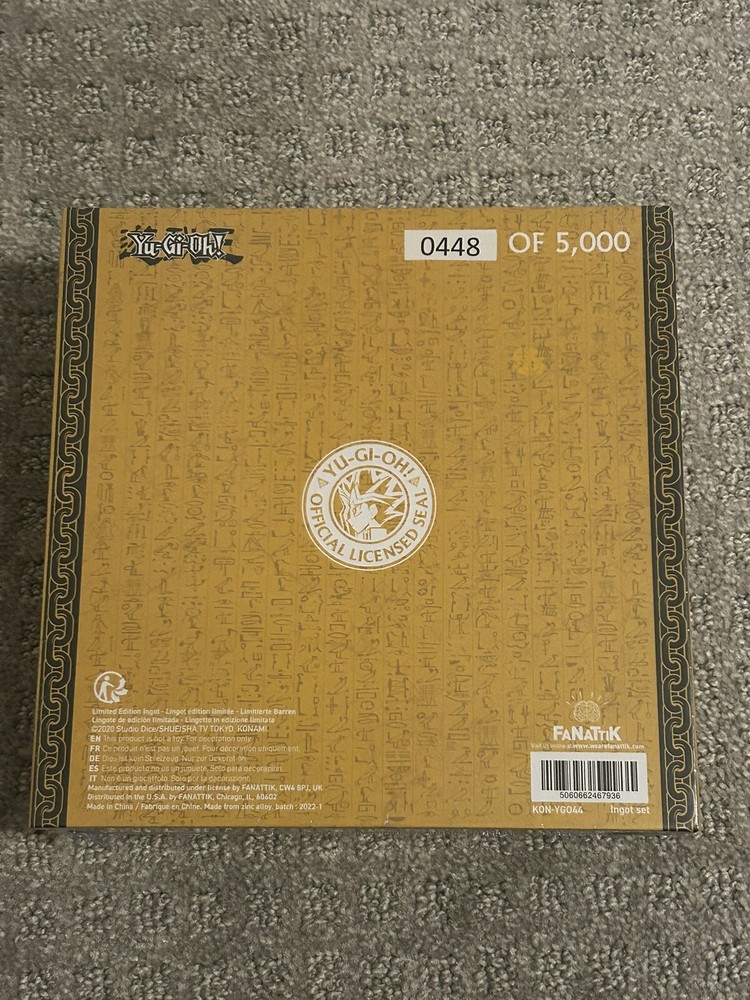 Yu-Gi-Oh!
0448 OF 5,000
YU-GI-OH!
OFFICIAL LICENSED SEAL
Limited Edition Ingot - Lingot édition limitée - Limitierte Barren
Lingote de edición limitada - Lingotto in edizione limitata
©2020 Studio Dice/SHUEISHA, TV TOKYO, KONAMI
EN This product is not a toy. For decoration only.
FR Ce produit n'est pas un jouet. Pour décoration uniquement.
DE Dies ist kein Spielzeug. Nur zur Dekoration.
ES Este producto no es un juguete. Solo para decoración.
IT Non è un giocattolo. Solo per la decorazione.
Manufactured and distributed under license by FANATTIK, CW6 8PJ, UK
Distributed in the U.S.A. by FANATTIK, Chicago, IL, 60602
Made in China / Fabriqué en Chine. Made from zinc alloy. batch : 2022-1
FANATTIK
Visit us online at www.wearefanattik.com
5060662467936
KON-YGO44 Ingot set